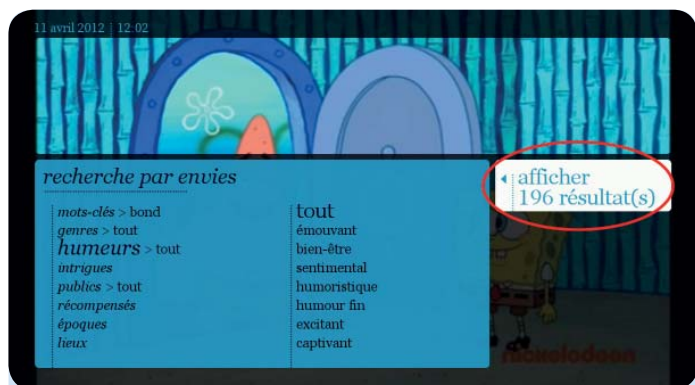 11 avril 2012 | 12:02
recherche par envies
mots-clés > bond
genres > tout
humeurs > tout
intrigues
publics > tout
récompensés
époques
lieux
tout
émouvant
bien-être
sentimental
humoristique
humour fin
excitant
captivant
afficher
196 résultat(s)
nickelodeon